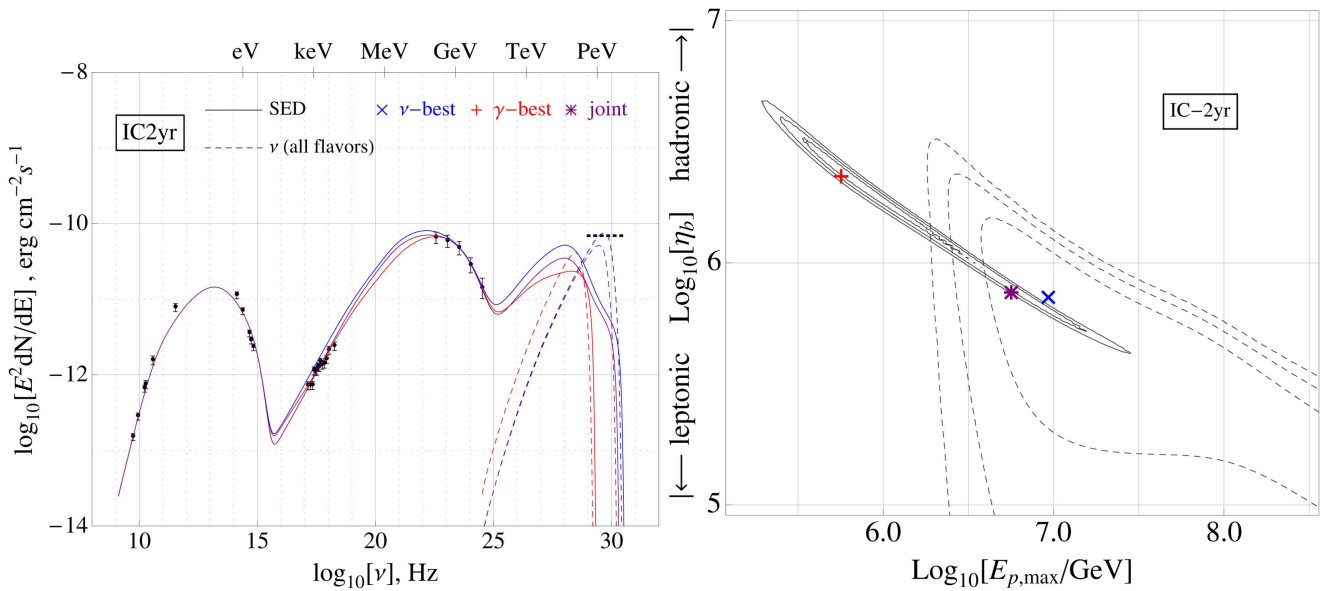 eV keV MeV GeV TeV PeV
−8
−10
−12
−14
IC2yr
SED
ν (all flavors)
× ν−best + γ−best ✳ joint
log₁₀[E²dN/dE] , erg cm⁻²s⁻¹
10 15 20 25 30
log₁₀[ν], Hz
7
6
5
IC−2yr
|⟵ leptonic Log₁₀[η_b] hadronic ⟶|
6.0 7.0 8.0
Log₁₀[E_p,max/GeV]